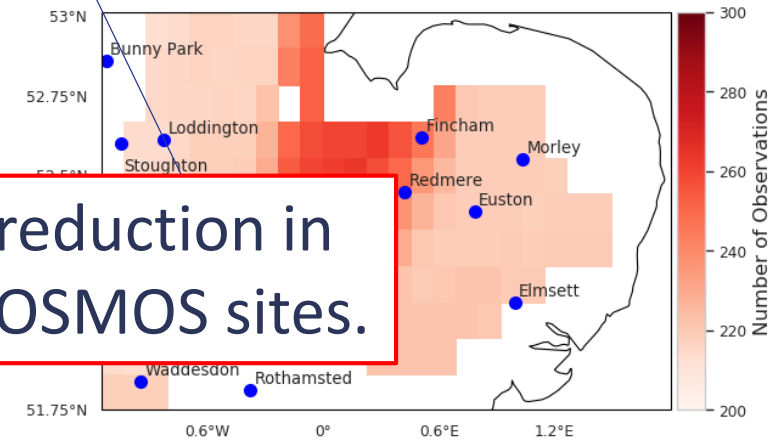 53°N
300
Bunny Park
280
52.75°N
Loddington
Fincham
Morley
Stoughton
260
Redmere
reduction in
Euston
240
Number of Observations
OSMOS sites.
Elmsett
220
Waddesdon
Rothamsted
51.75°N
200
0.6°W
0°
0.6°E
1.2°E